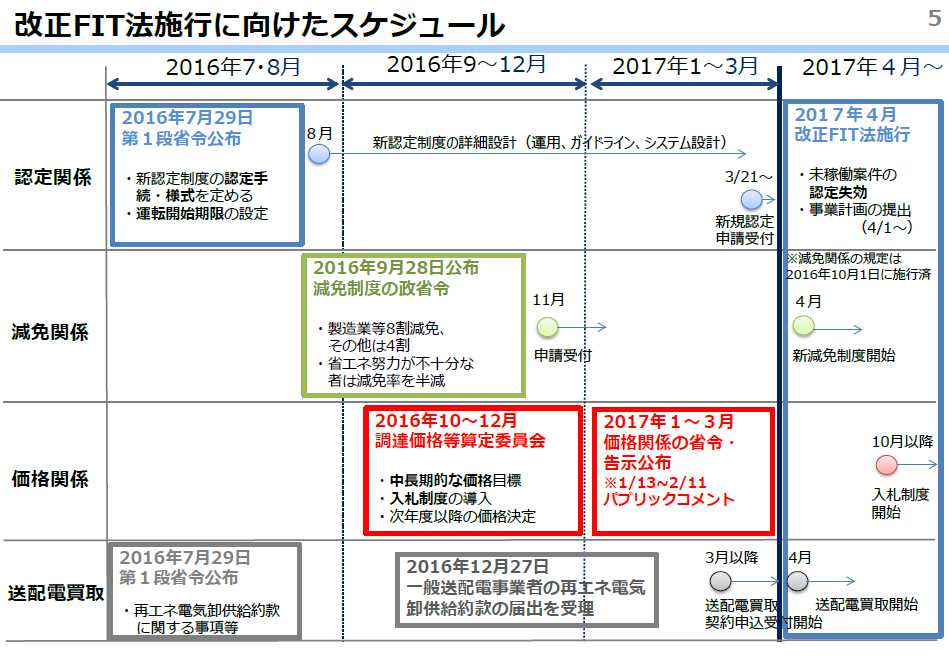 改正FIT法施行に向けたスケジュール
5
2016年7・8月
2016年9～12月
2017年1～3月
2017年４月～
認定関係
2016年7月29日
第１段省令公布
・新認定制度の認定手
続・様式を定める
・運転開始期限の設定
8月
新認定制度の詳細設計（運用、ガイドライン、システム設計）
3/21～
新規認定
申請受付
2017年４月
改正FIT法施行
・未稼働案件の
認定失効
・事業計画の提出
（4/1～）
減免関係
2016年9月28日公布
減免制度の政省令
・製造業等8割減免、
その他は4割
・省エネ努力が不十分な
者は減免率を半減
11月
申請受付
※減免関係の規定は
2016年10月1日に施行済
４月
新減免制度開始
価格関係
2016年10～12月
調達価格等算定委員会
・中長期的な価格目標
・入札制度の導入
・次年度以降の価格決定
2017年１～３月
価格関係の省令・
告示公布
※1/13~2/11
パブリックコメント
10月以降
入札制度
開始
送配電買取
2016年7月29日
第１段省令公布
・再エネ電気卸供給約款
に関する事項等
2016年12月27日
一般送配電事業者の再エネ電気
卸供給約款の届出を受理
3月以降
送配電買取
契約申込受付開始
4月
送配電買取開始